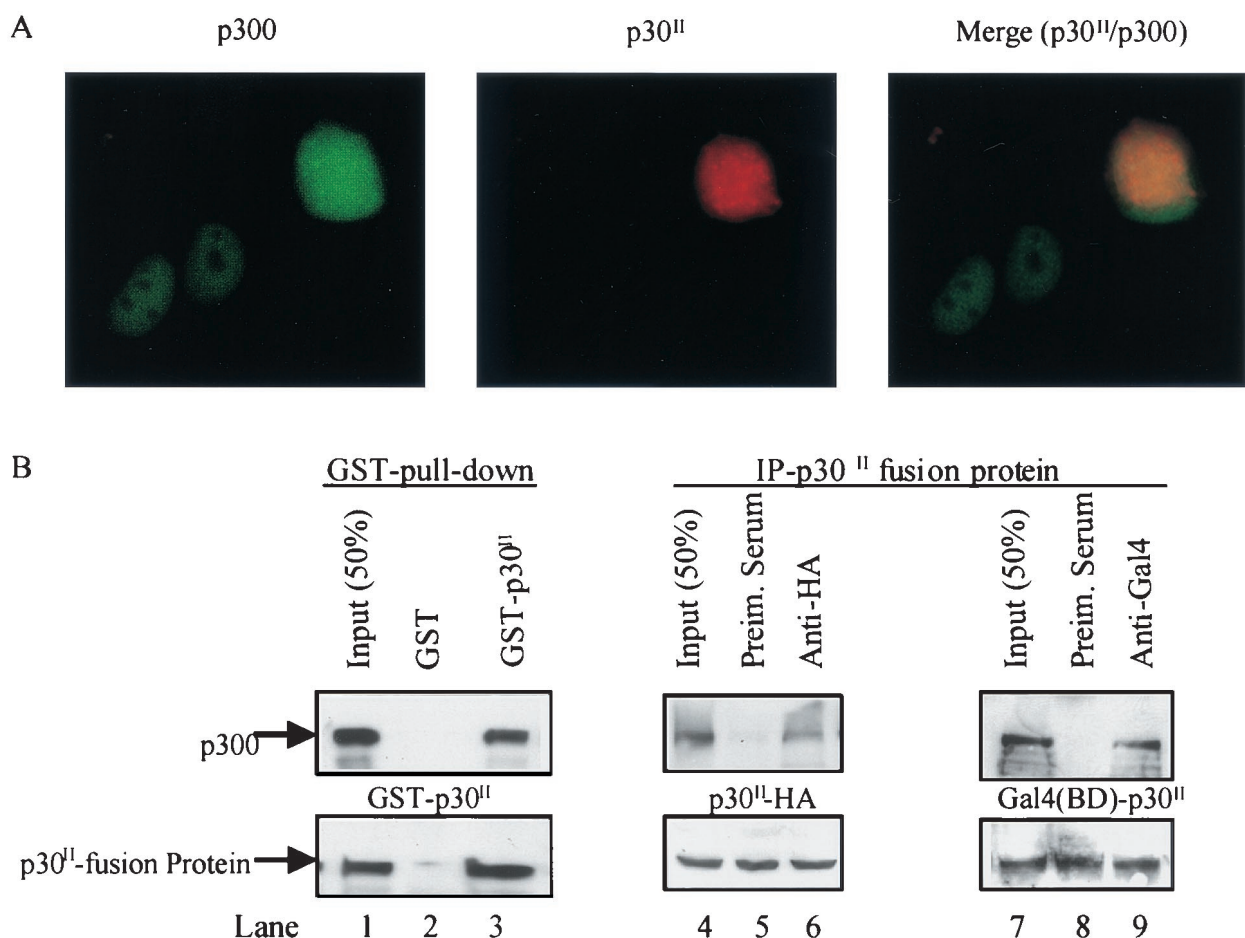 A
p300
p30ᴵᴵ
Merge (p30ᴵᴵ/p300)
B
GST-pull-down
IP-p30 ᴵᴵ fusion protein
Input (50%)
GST
GST-p30ᴵᴵ
Input (50%)
Preim. Serum
Anti-HA
Input (50%)
Preim. Serum
Anti-Gal4
p300
GST-p30ᴵᴵ
p30ᴵᴵ-HA
Gal4(BD)-p30ᴵᴵ
p30ᴵᴵ-fusion Protein
Lane 1 2 3 4 5 6 7 8 9